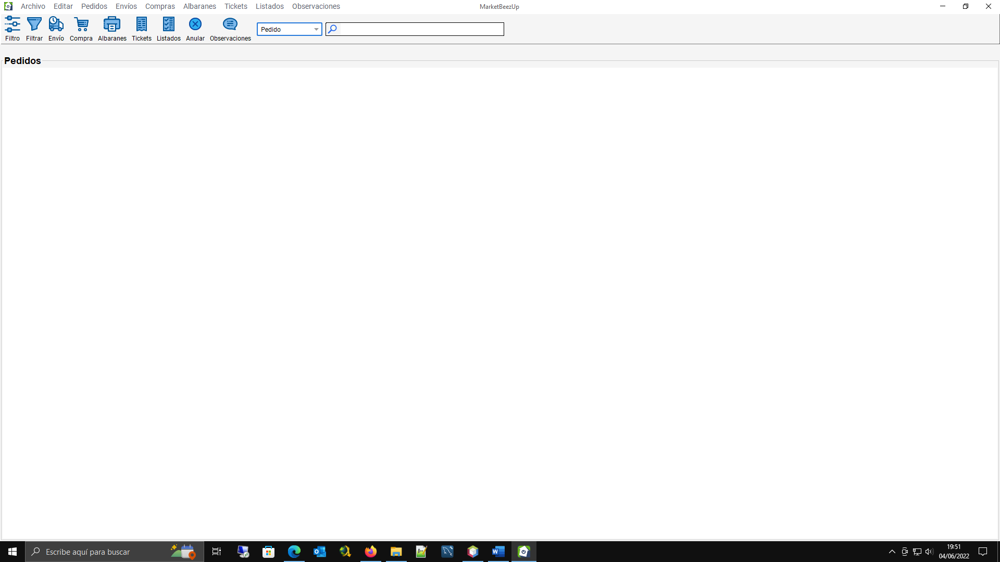 Archivo Editar Pedidos Envíos Compras Albaranes Tickets Listados Observaciones MarketBeezUp
Filtro Filtrar Envío Compra Albaranes Tickets Listados Anular Observaciones Pedido
Pedidos
Escribe aquí para buscar
19:51
04/06/2022